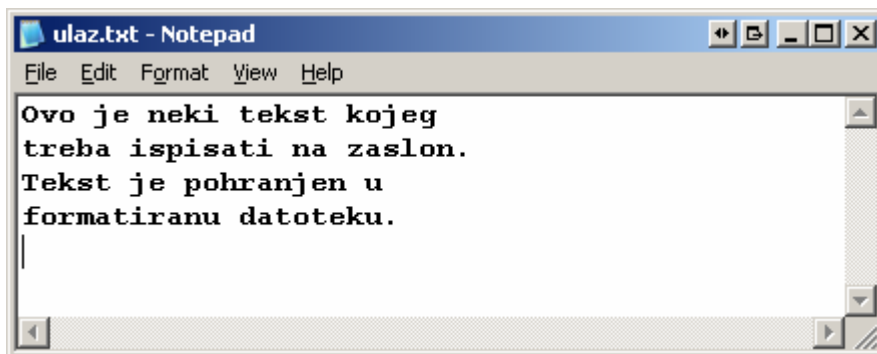 ulaz.txt - Notepad
File Edit Format View Help
Ovo je neki tekst kojeg
treba ispisati na zaslon.
Tekst je pohranjen u
formatiranu datoteku.